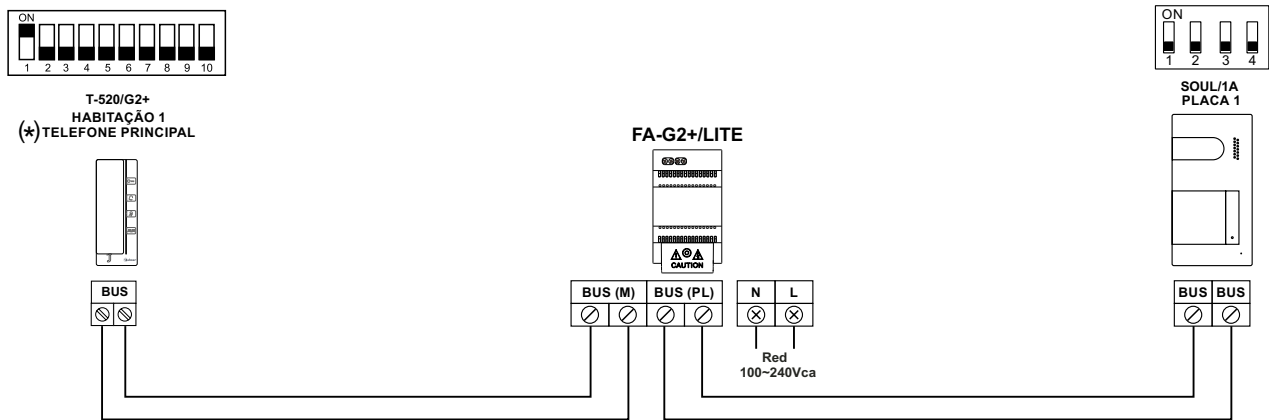 ON
1 2 3 4 5 6 7 8 9 10
T-520/G2+
HABITAÇÃO 1
(*) TELEFONE PRINCIPAL
BUS
FA-G2+/LITE
CAUTION
BUS (M) BUS (PL) N L
Red
100~240Vca
ON
1 2 3 4
SOUL/1A
PLACA 1
BUS BUS